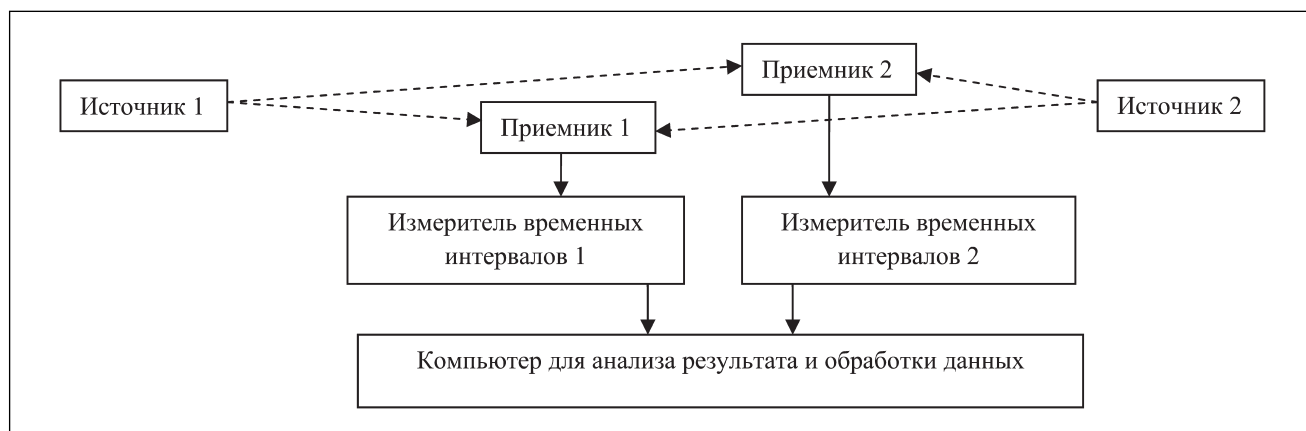 Приемник 2
Источник 1
Источник 2
Приемник 1
Измеритель временных
интервалов 1
Измеритель временных
интервалов 2
Компьютер для анализа результата и обработки данных